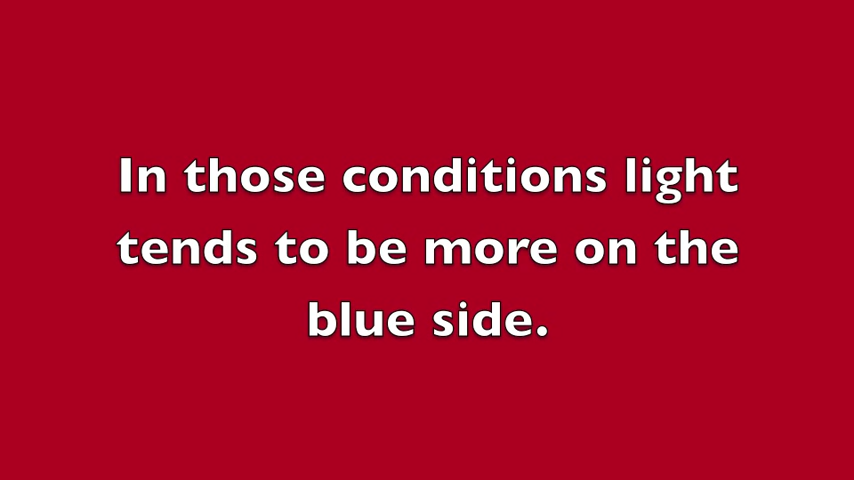 In those conditions light
tends to be more on the
blue side.